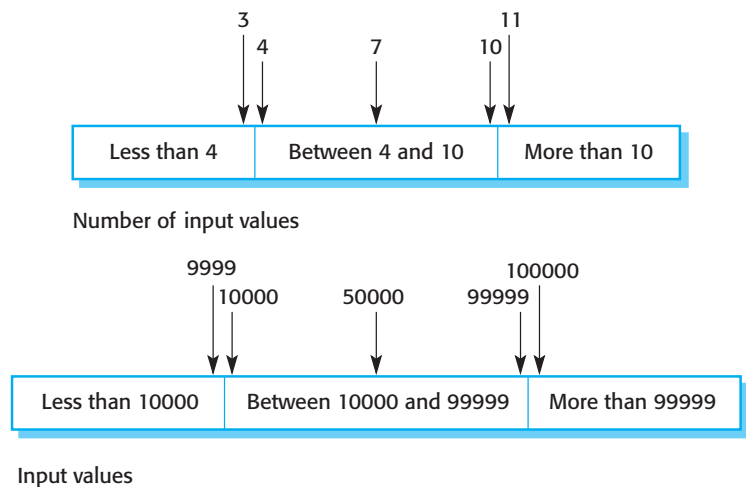 3 11
4 7 10
Less than 4 Between 4 and 10 More than 10
Number of input values
9999 100000
10000 50000 99999
Less than 10000 Between 10000 and 99999 More than 99999
Input values